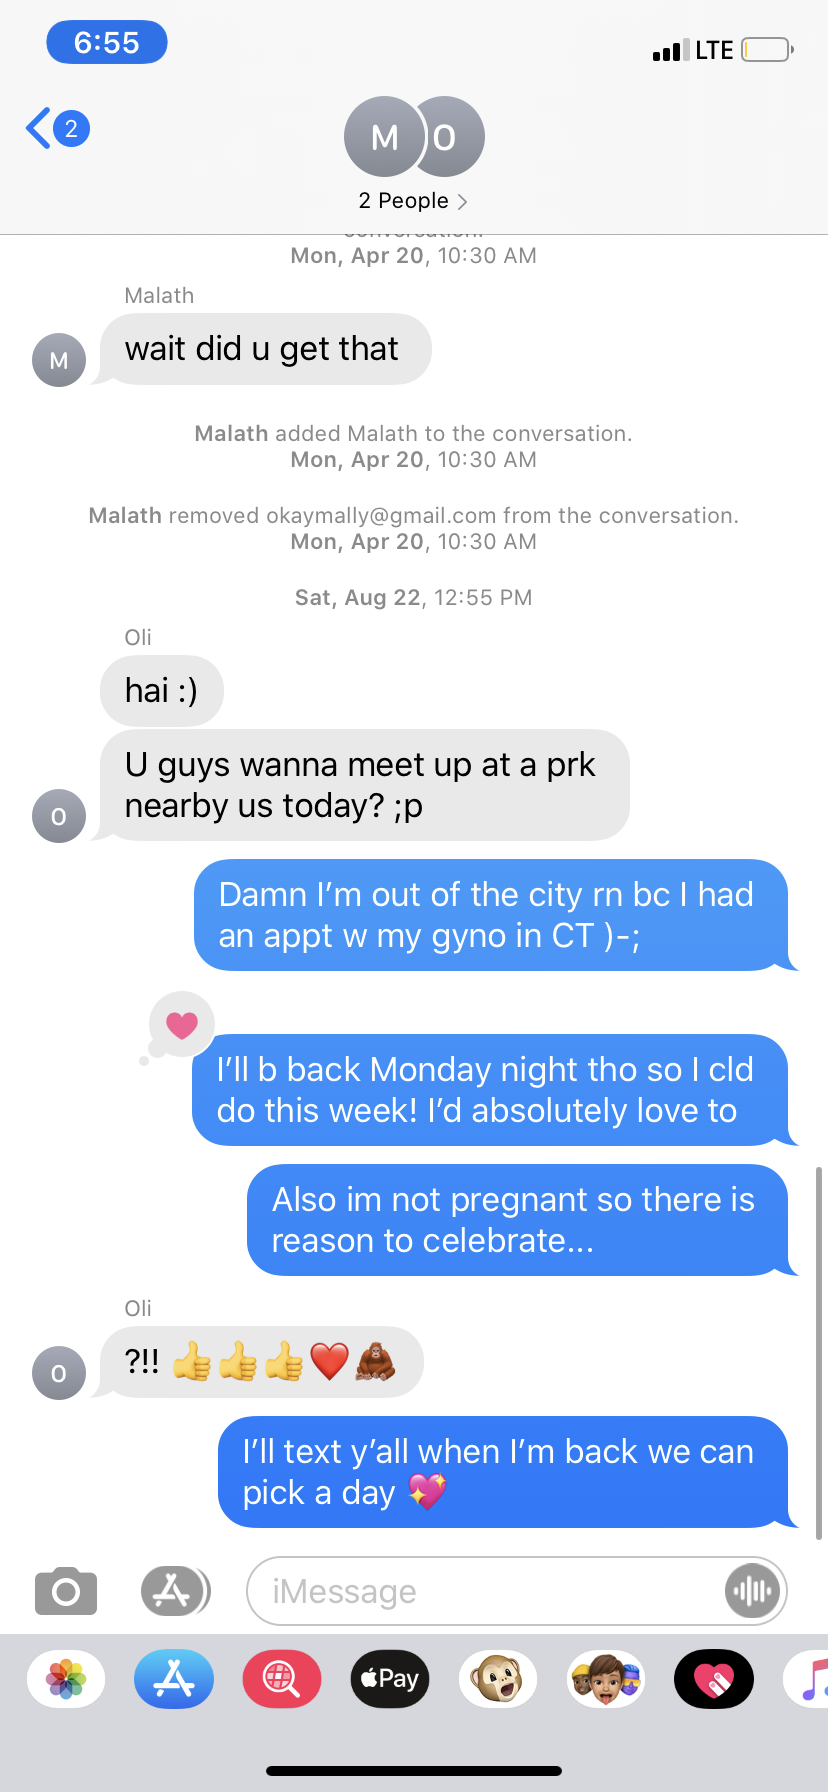 6:55
LTE
2
M O
2 People
conversation.
Mon, Apr 20, 10:30 AM
Malath
M
wait did u get that
Malath added Malath to the conversation.
Mon, Apr 20, 10:30 AM
Malath removed okaymally@gmail.com from the conversation.
Mon, Apr 20, 10:30 AM
Sat, Aug 22, 12:55 PM
Oli
hai :)
U guys wanna meet up at a prk
nearby us today? ;p
O
Damn I’m out of the city rn bc I had
an appt w my gyno in CT )-;
I’ll b back Monday night tho so I cld
do this week! I’d absolutely love to
Also im not pregnant so there is
reason to celebrate...
Oli
O
?!! 👍👍👍❤️🦧
I’ll text y’all when I’m back we can
pick a day 💖
iMessage
Pay